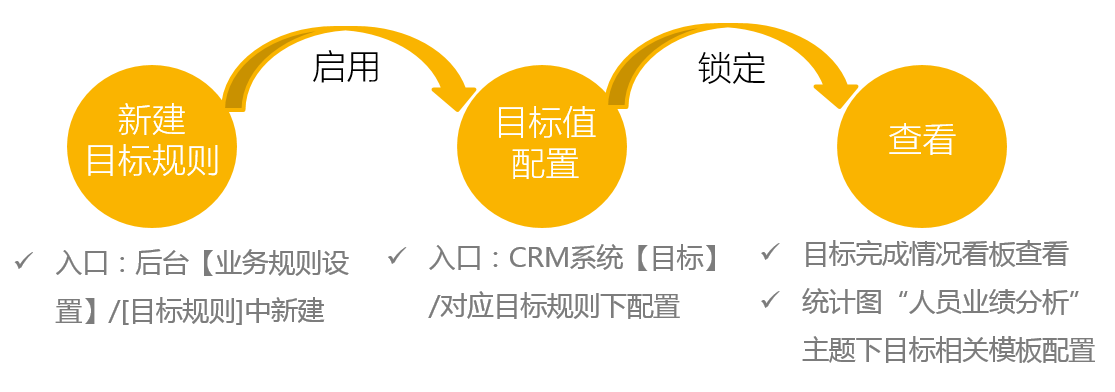 启用
锁定
新建
目标规则
目标值
配置
查看
✓ 入口：后台【业务规则设
置】/[目标规则]中新建
✓ 入口：CRM系统【目标】
/对应目标规则下配置
✓ 目标完成情况看板查看
✓ 统计图“人员业绩分析”
主题下目标相关模板配置